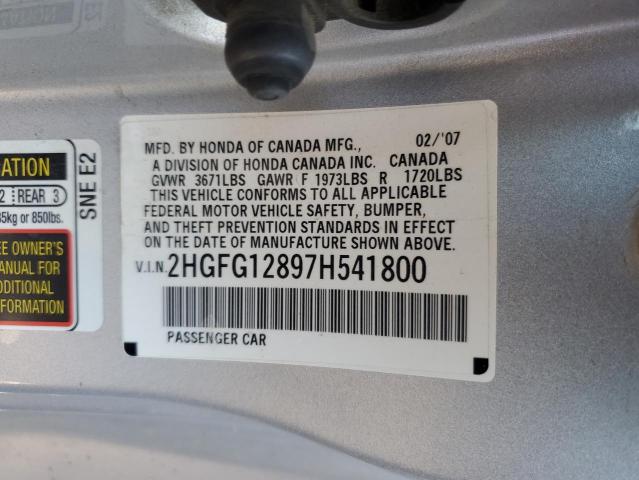 MFD. BY HONDA OF CANADA MFG., 02/'07
A DIVISION OF HONDA CANADA INC. CANADA
GVWR 3671LBS GAWR F 1973LBS R 1720LBS
THIS VEHICLE CONFORMS TO ALL APPLICABLE
FEDERAL MOTOR VEHICLE SAFETY, BUMPER,
AND THEFT PREVENTION STANDARDS IN EFFECT
ON THE DATE OF MANUFACTURE SHOWN ABOVE.
V.I.N. 2HGFG12897H541800
PASSENGER CAR
ATION
2 REAR 3
85kg or 850lbs.
EE OWNER'S
ANUAL FOR
DDITIONAL
FORMATION
SNE E2